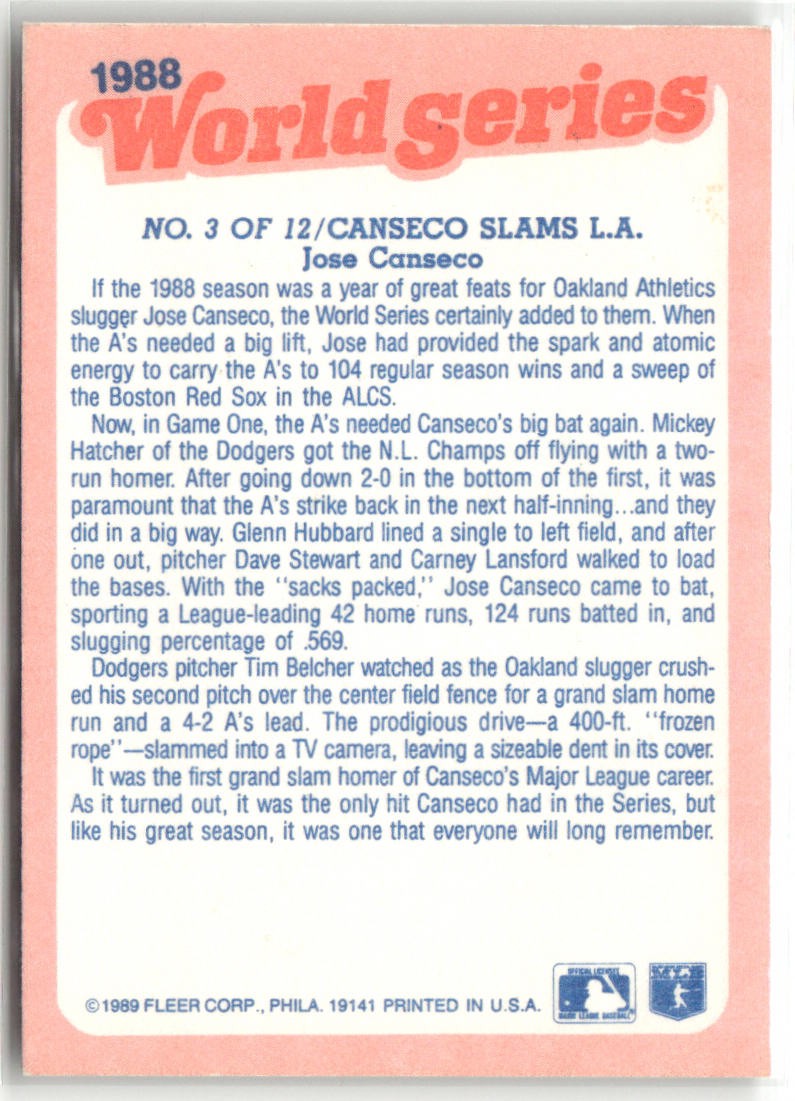 1988
World Series
NO. 3 OF 12/CANSECO SLAMS L.A.
Jose Canseco
If the 1988 season was a year of great feats for Oakland Athletics
slugger Jose Canseco, the World Series certainly added to them. When
the A's needed a big lift, Jose had provided the spark and atomic
energy to carry the A's to 104 regular season wins and a sweep of
the Boston Red Sox in the ALCS.
Now, in Game One, the A's needed Canseco's big bat again. Mickey
Hatcher of the Dodgers got the N.L. Champs off flying with a two-
run homer. After going down 2-0 in the bottom of the first, it was
paramount that the A's strike back in the next half-inning...and they
did in a big way. Glenn Hubbard lined a single to left field, and after
one out, pitcher Dave Stewart and Carney Lansford walked to load
the bases. With the "sacks packed," Jose Canseco came to bat,
sporting a League-leading 42 home runs, 124 runs batted in, and
slugging percentage of .569.
Dodgers pitcher Tim Belcher watched as the Oakland slugger crush-
ed his second pitch over the center field fence for a grand slam home
run and a 4-2 A's lead. The prodigious drive—a 400-ft. "frozen
rope"—slammed into a TV camera, leaving a sizeable dent in its cover.
It was the first grand slam homer of Canseco's Major League career.
As it turned out, it was the only hit Canseco had in the Series, but
like his great season, it was one that everyone will long remember.
©1989 FLEER CORP., PHILA. 19141 PRINTED IN U.S.A.
OFFICIAL LICENSEE
MAJOR LEAGUE BASEBALL